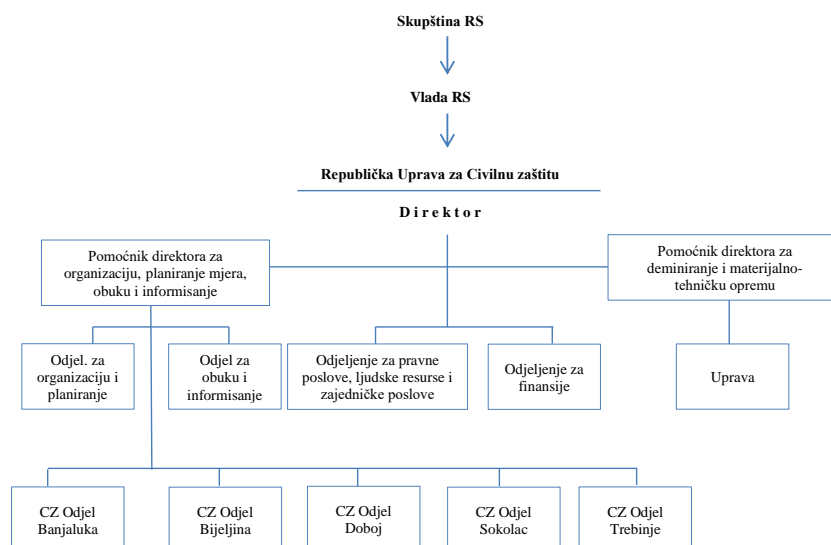 Skupština RS
Vlada RS
Republička Uprava za Civilnu zaštitu
D i r e k t o r
Pomoćnik direktora za
organizaciju, planiranje mjera,
obuku i informisanje
Pomoćnik direktora za
deminiranje i materijalno-
tehničku opremu
Odjel. za
organizaciju i
planiranje
Odjel za
obuku i
informisanje
Odjeljenje za pravne
poslove, ljudske resurse i
zajedničke poslove
Odjeljenje za
finansije
Uprava
CZ Odjel
Banjaluka
CZ Odjel
Bijeljina
CZ Odjel
Doboj
CZ Odjel
Sokolac
CZ Odjel
Trebinje